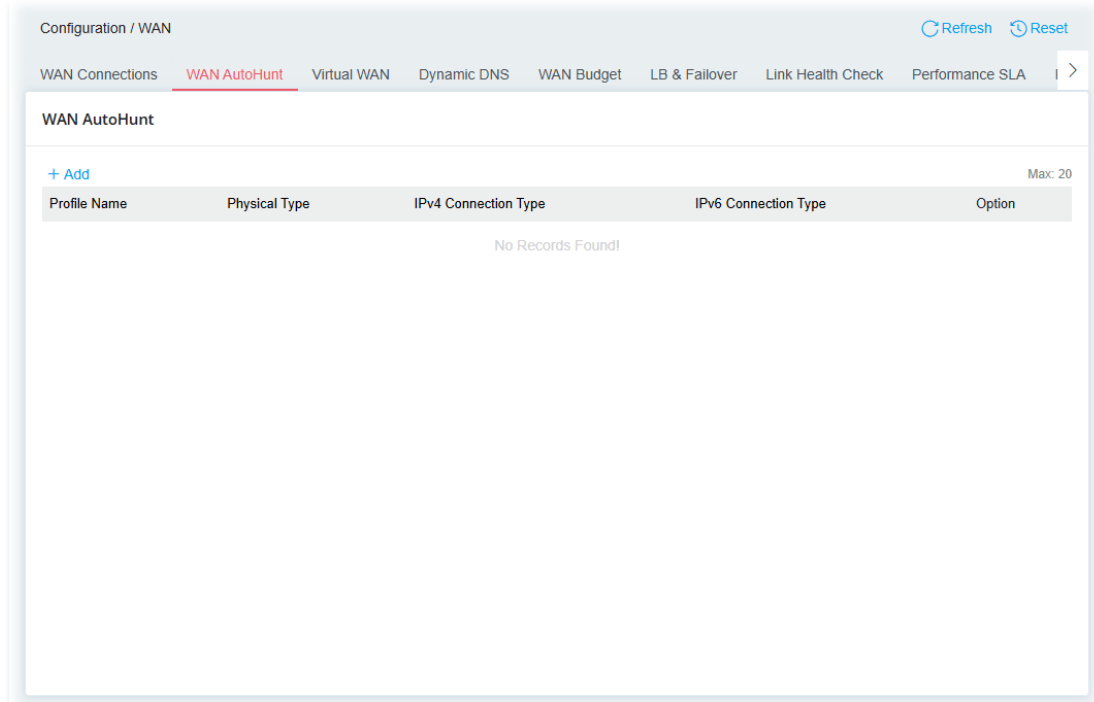 Configuration / WAN Refresh Reset
WAN Connections WAN AutoHunt Virtual WAN Dynamic DNS WAN Budget LB & Failover Link Health Check Performance SLA
WAN AutoHunt
+ Add Max: 20
Profile Name Physical Type IPv4 Connection Type IPv6 Connection Type Option
No Records Found!